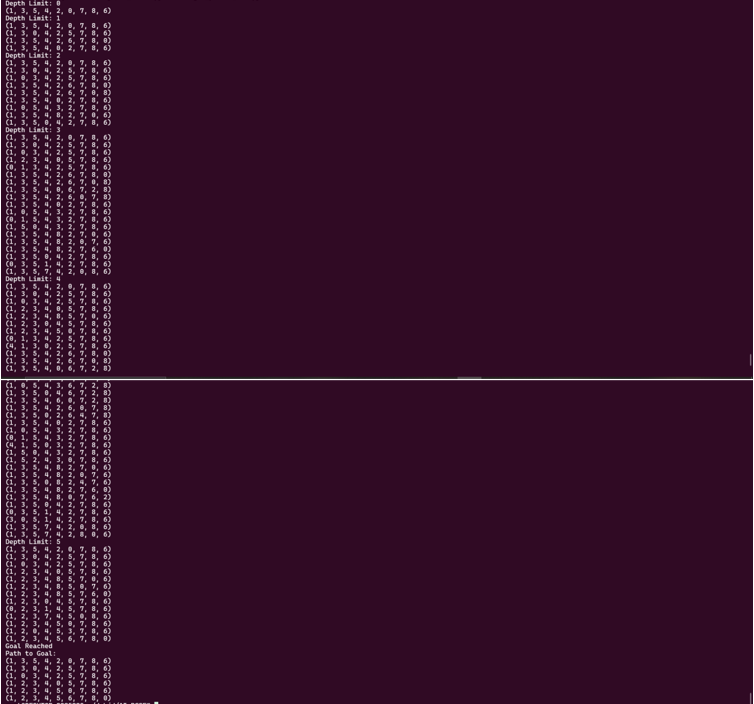 Depth Limit: 0
(1, 3, 5, 4, 2, 0, 7, 8, 6)
Depth Limit: 1
(1, 3, 5, 4, 2, 0, 7, 8, 6)
(1, 3, 0, 4, 2, 5, 7, 8, 6)
(1, 3, 5, 4, 2, 6, 7, 8, 0)
(1, 3, 5, 4, 0, 2, 7, 8, 6)
Depth Limit: 2
(1, 3, 5, 4, 2, 0, 7, 8, 6)
(1, 3, 0, 4, 2, 5, 7, 8, 6)
(1, 0, 3, 4, 2, 5, 7, 8, 6)
(1, 3, 5, 4, 2, 6, 7, 8, 0)
(1, 3, 5, 4, 2, 6, 7, 0, 8)
(1, 3, 5, 4, 0, 2, 7, 8, 6)
(1, 0, 5, 4, 3, 2, 7, 8, 6)
(1, 3, 5, 4, 8, 2, 7, 0, 6)
(1, 3, 5, 0, 4, 2, 7, 8, 6)
Depth Limit: 3
(1, 3, 5, 4, 2, 0, 7, 8, 6)
(1, 3, 0, 4, 2, 5, 7, 8, 6)
(1, 0, 3, 4, 2, 5, 7, 8, 6)
(1, 2, 3, 4, 0, 5, 7, 8, 6)
(0, 1, 3, 4, 2, 5, 7, 8, 6)
(1, 3, 5, 4, 2, 6, 7, 8, 0)
(1, 3, 5, 4, 2, 6, 7, 0, 8)
(1, 3, 5, 4, 0, 6, 7, 2, 8)
(1, 3, 5, 4, 2, 6, 0, 7, 8)
(1, 3, 5, 4, 0, 2, 7, 8, 6)
(1, 0, 5, 4, 3, 2, 7, 8, 6)
(0, 1, 5, 4, 3, 2, 7, 8, 6)
(1, 5, 0, 4, 3, 2, 7, 8, 6)
(1, 3, 5, 4, 8, 2, 7, 0, 6)
(1, 3, 5, 4, 8, 2, 0, 7, 6)
(1, 3, 5, 4, 8, 2, 7, 6, 0)
(1, 3, 5, 0, 4, 2, 7, 8, 6)
(0, 3, 5, 1, 4, 2, 7, 8, 6)
(1, 3, 5, 7, 4, 2, 0, 8, 6)
Depth Limit: 4
(1, 3, 5, 4, 2, 0, 7, 8, 6)
(1, 3, 0, 4, 2, 5, 7, 8, 6)
(1, 0, 3, 4, 2, 5, 7, 8, 6)
(1, 2, 3, 4, 0, 5, 7, 8, 6)
(1, 2, 3, 4, 8, 5, 7, 0, 6)
(1, 2, 3, 0, 4, 5, 7, 8, 6)
(1, 2, 3, 4, 5, 0, 7, 8, 6)
(0, 1, 3, 4, 2, 5, 7, 8, 6)
(4, 1, 3, 0, 2, 5, 7, 8, 6)
(1, 3, 5, 4, 2, 6, 7, 8, 0)
(1, 3, 5, 4, 2, 6, 7, 0, 8)
(1, 3, 5, 4, 0, 6, 7, 2, 8)
(1, 0, 5, 4, 3, 6, 7, 2, 8)
(1, 3, 5, 0, 4, 6, 7, 2, 8)
(1, 3, 5, 4, 6, 0, 7, 2, 8)
(1, 3, 5, 4, 2, 6, 0, 7, 8)
(1, 3, 5, 0, 2, 6, 4, 7, 8)
(1, 3, 5, 4, 0, 2, 7, 8, 6)
(1, 0, 5, 4, 3, 2, 7, 8, 6)
(0, 1, 5, 4, 3, 2, 7, 8, 6)
(4, 1, 5, 0, 3, 2, 7, 8, 6)
(1, 5, 0, 4, 3, 2, 7, 8, 6)
(1, 5, 2, 4, 3, 0, 7, 8, 6)
(1, 3, 5, 4, 8, 2, 7, 0, 6)
(1, 3, 5, 4, 8, 2, 0, 7, 6)
(1, 3, 5, 0, 8, 2, 4, 7, 6)
(1, 3, 5, 4, 8, 2, 7, 6, 0)
(1, 3, 5, 4, 8, 0, 7, 6, 2)
(1, 3, 5, 0, 4, 2, 7, 8, 6)
(0, 3, 5, 1, 4, 2, 7, 8, 6)
(3, 0, 5, 1, 4, 2, 7, 8, 6)
(1, 3, 5, 7, 4, 2, 0, 8, 6)
(1, 3, 5, 7, 4, 2, 8, 0, 6)
Depth Limit: 5
(1, 3, 5, 4, 2, 0, 7, 8, 6)
(1, 3, 0, 4, 2, 5, 7, 8, 6)
(1, 0, 3, 4, 2, 5, 7, 8, 6)
(1, 2, 3, 4, 0, 5, 7, 8, 6)
(1, 2, 3, 4, 8, 5, 7, 0, 6)
(1, 2, 3, 4, 8, 5, 0, 7, 6)
(1, 2, 3, 4, 8, 5, 7, 6, 0)
(1, 2, 3, 0, 4, 5, 7, 8, 6)
(0, 2, 3, 1, 4, 5, 7, 8, 6)
(1, 2, 3, 7, 4, 5, 0, 8, 6)
(1, 2, 3, 4, 5, 0, 7, 8, 6)
(1, 2, 0, 4, 5, 3, 7, 8, 6)
(1, 2, 3, 4, 5, 6, 7, 8, 0)
Goal Reached
Path to Goal:
(1, 3, 5, 4, 2, 0, 7, 8, 6)
(1, 3, 0, 4, 2, 5, 7, 8, 6)
(1, 0, 3, 4, 2, 5, 7, 8, 6)
(1, 2, 3, 4, 0, 5, 7, 8, 6)
(1, 2, 3, 4, 5, 0, 7, 8, 6)
(1, 2, 3, 4, 5, 6, 7, 8, 0)